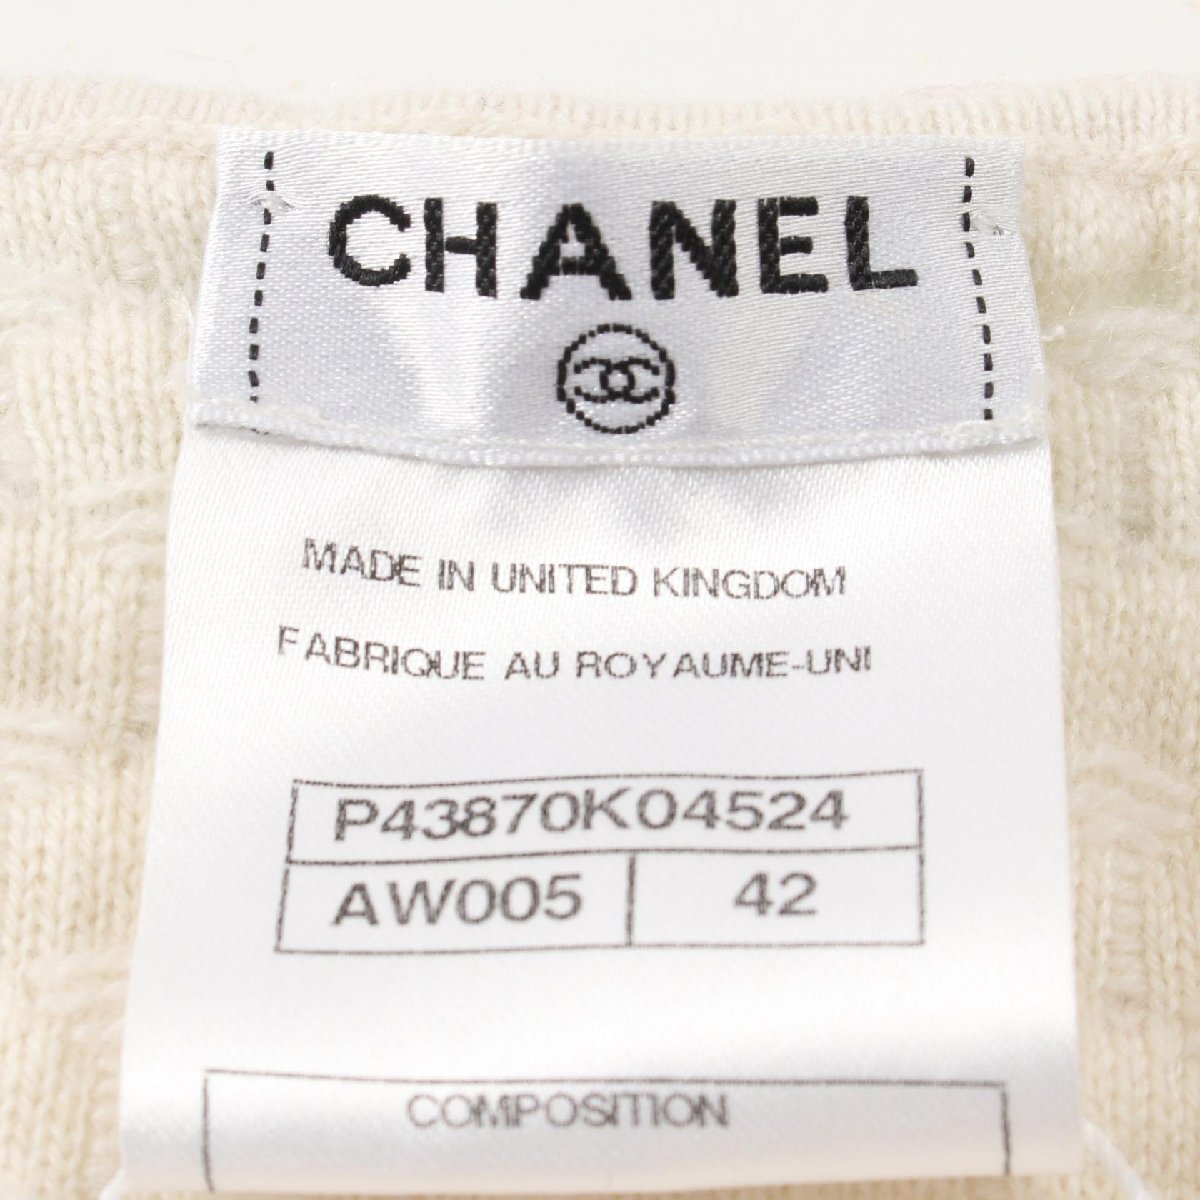 CHANEL
MADE IN UNITED KINGDOM
FABRIQUE AU ROYAUME-UNI
P43870K04524
AW005 42
COMPOSITION